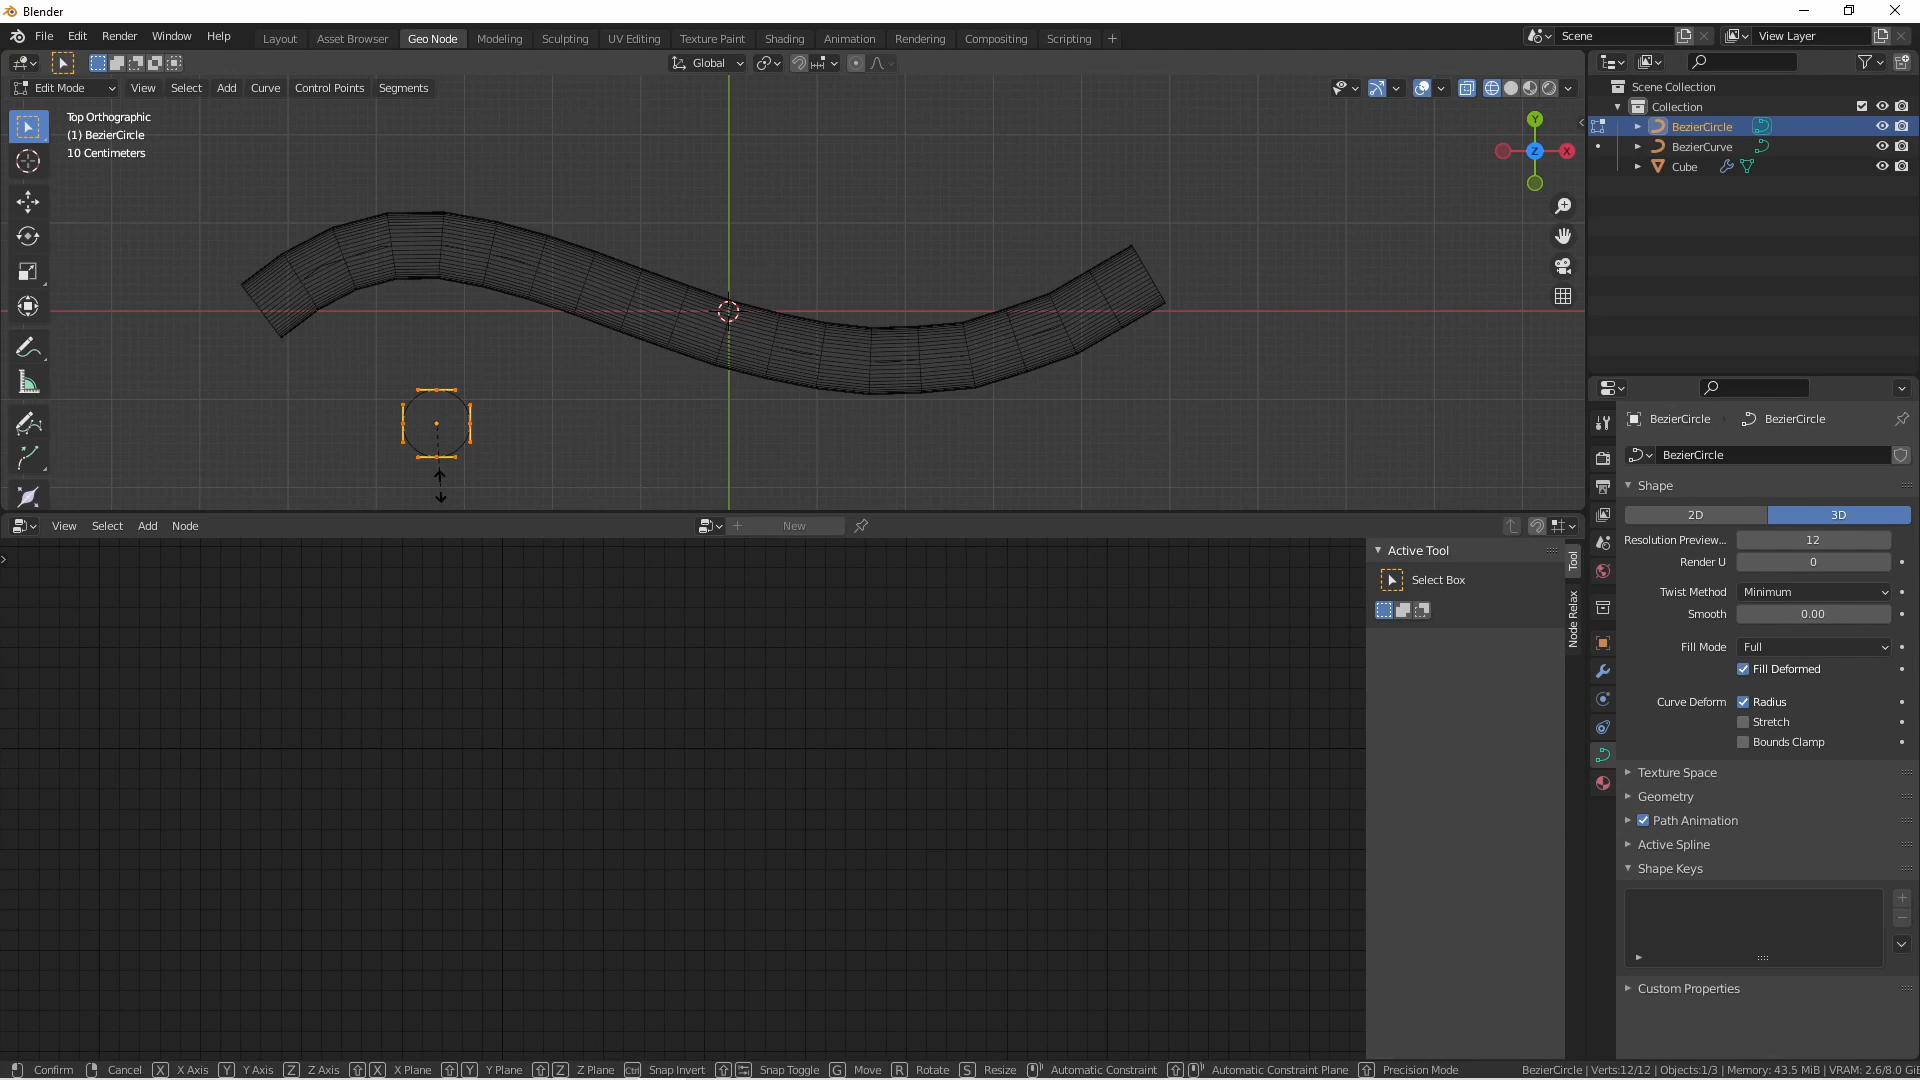 Blender
File Edit Render Window Help
Layout Asset Browser Geo Node Modeling Sculpting UV Editing Texture Paint Shading Animation Rendering Compositing Scripting +
Scene
View Layer
Global
Edit Mode View Select Add Curve Control Points Segments
Top Orthographic
(1) BezierCircle
10 Centimeters
Y
X
Z
Scene Collection
Collection
BezierCircle
BezierCurve
Cube
BezierCircle
BezierCircle
BezierCircle
Shape
2D 3D
Resolution Preview... 12
Render U 0
Twist Method Minimum
Smooth 0.00
Fill Mode Full
Fill Deformed
Curve Deform Radius
Stretch
Bounds Clamp
Texture Space
Geometry
Path Animation
Active Spline
Shape Keys
Custom Properties
View Select Add Node
New
Active Tool
Select Box
Tool
Node Relax
Confirm Cancel X X Axis Y Y Axis Z Z Axis X X Plane Y Y Plane Z Z Plane Ctrl Snap Invert Snap Toggle G Move R Rotate S Resize Automatic Constraint Automatic Constraint Plane Precision Mode
BezierCircle | Verts:12/12 | Objects:1/3 | Memory: 43.5 MiB | VRAM: 2.6/8.0 Gi